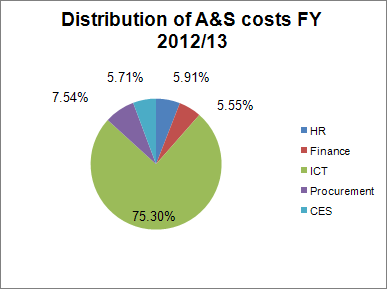 Distribution of A&S costs FY
2012/13
5.71%
5.91%
7.54%
5.55%
75.30%
HR
Finance
ICT
Procurement
CES